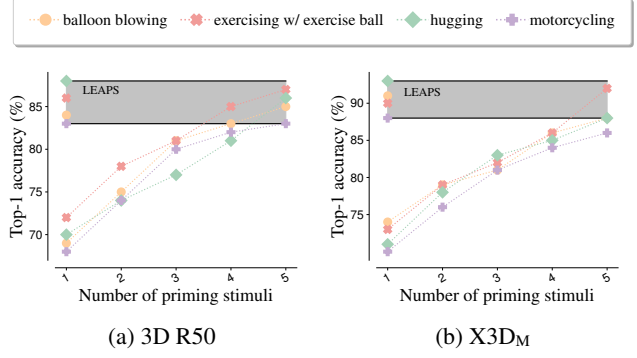 balloon blowing exercising w/ exercise ball hugging motorcycling
LEAPS
85
80
75
70
Top-1 accuracy (%)
1 2 3 4 5
Number of priming stimuli
(a) 3D R50
LEAPS
90
85
80
75
Top-1 accuracy (%)
1 2 3 4 5
Number of priming stimuli
(b) X3D_M